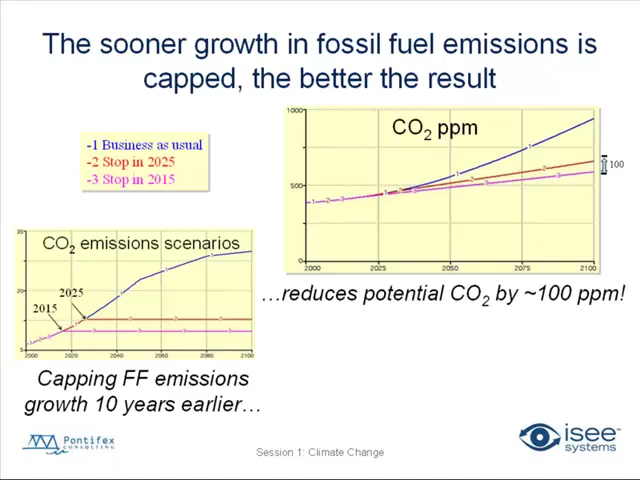 The sooner growth in fossil fuel emissions is
capped, the better the result
-1 Business as usual
-2 Stop in 2025
-3 Stop in 2015
1000
CO2 ppm
500
0
2000 2025 2050 2075 2100
100
…reduces potential CO2 by ~100 ppm!
35
CO2 emissions scenarios
20
5
2025
2015
2000 2020 2040 2060 2080 2100
Capping FF emissions
growth 10 years earlier…
Pontifex
CONSULTING
Session 1: Climate Change
isee
systems